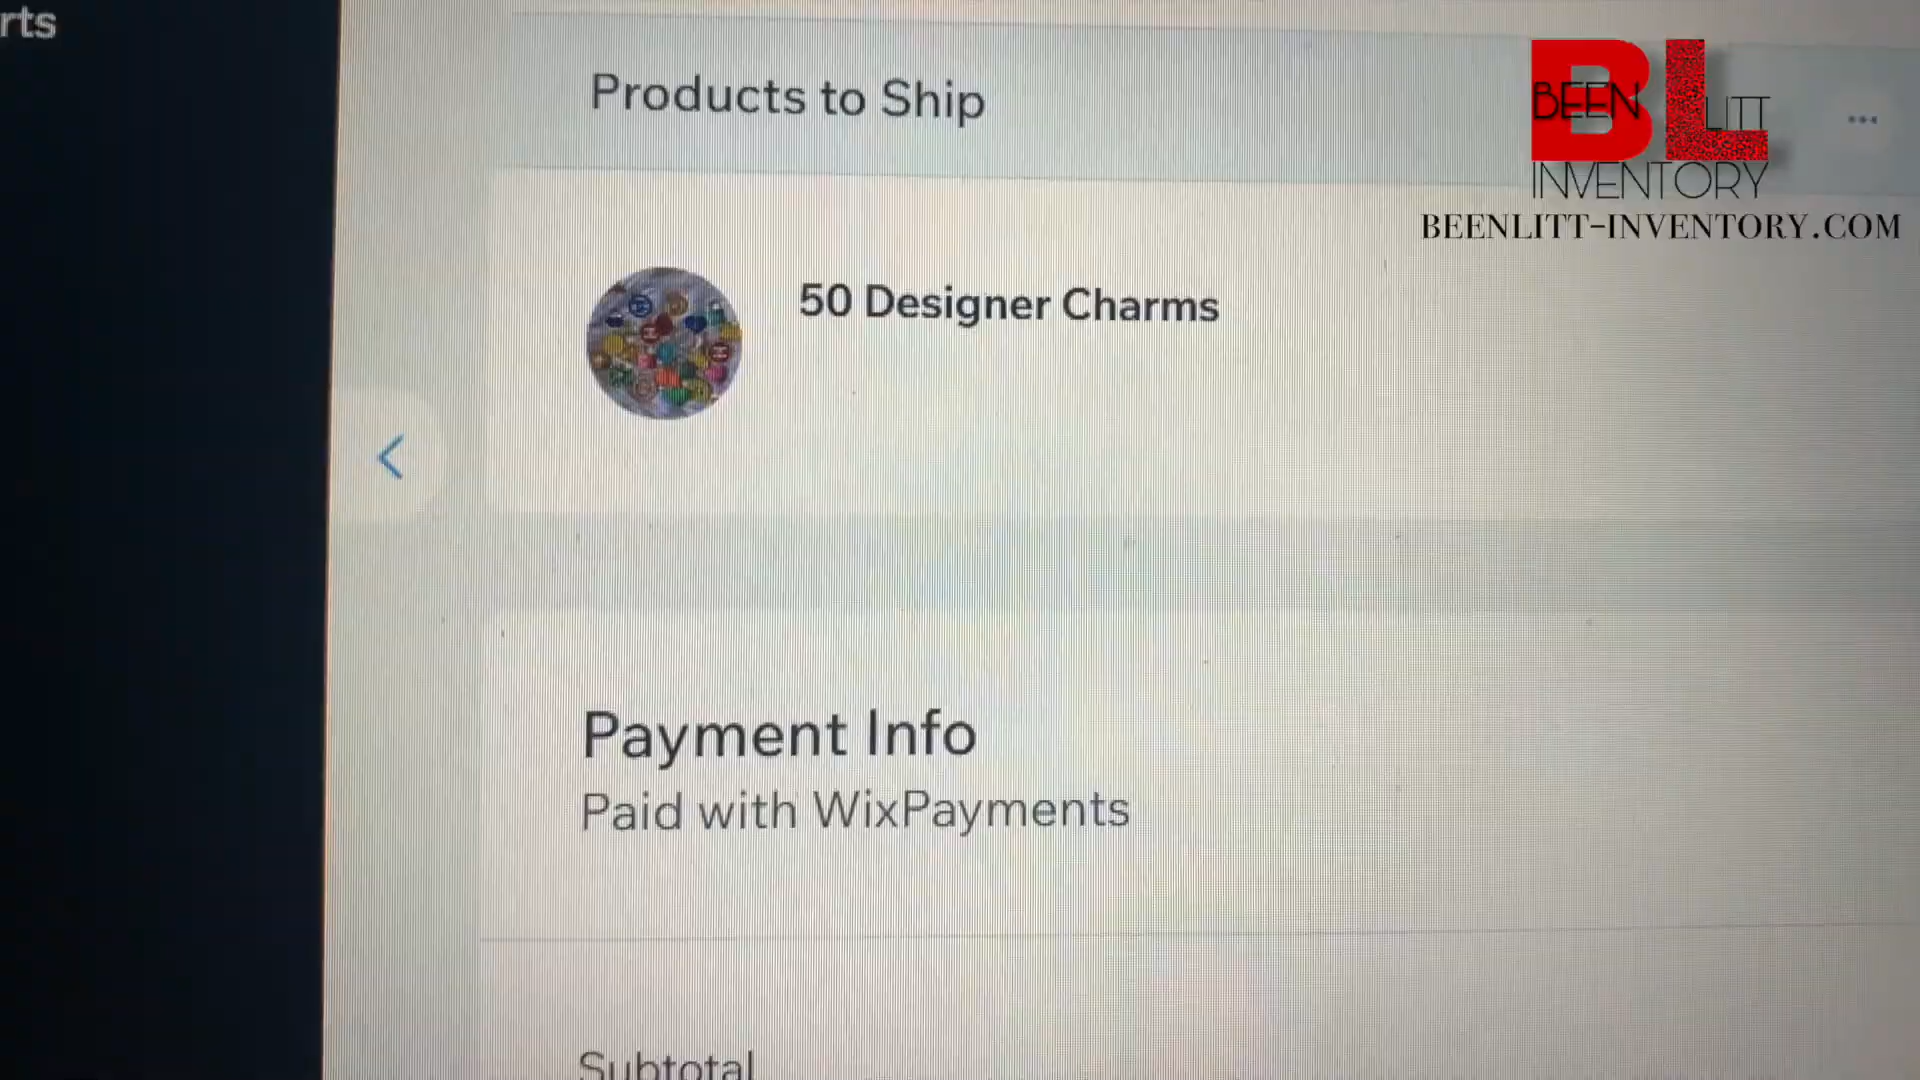 rts
Products to Ship
BL
BEEN
LITT
INVENTORY
BEENLITT-INVENTORY.COM
50 Designer Charms
Payment Info
Paid with WixPayments
Subtotal